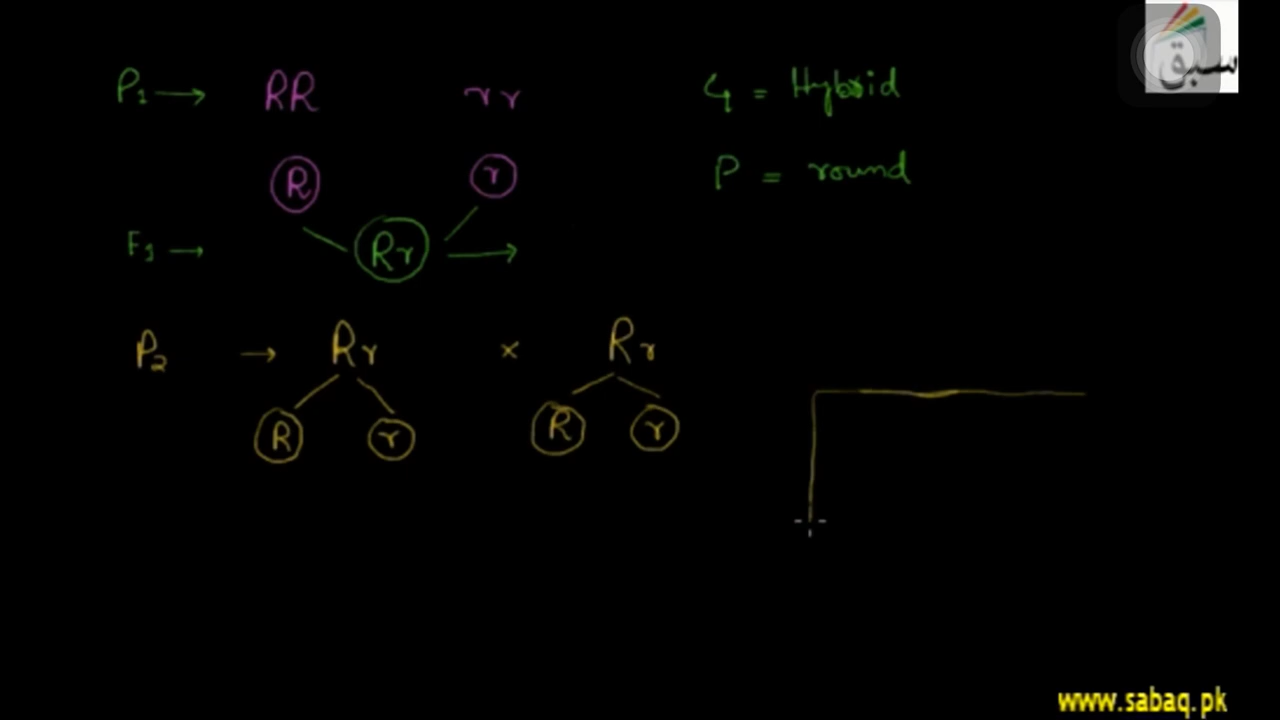 P₁ → RR rr G = Hybrid
R r P = round
F₁ → Rr →
P₂ → Rr × Rr
R r R r
سبق
www.sabaq.pk